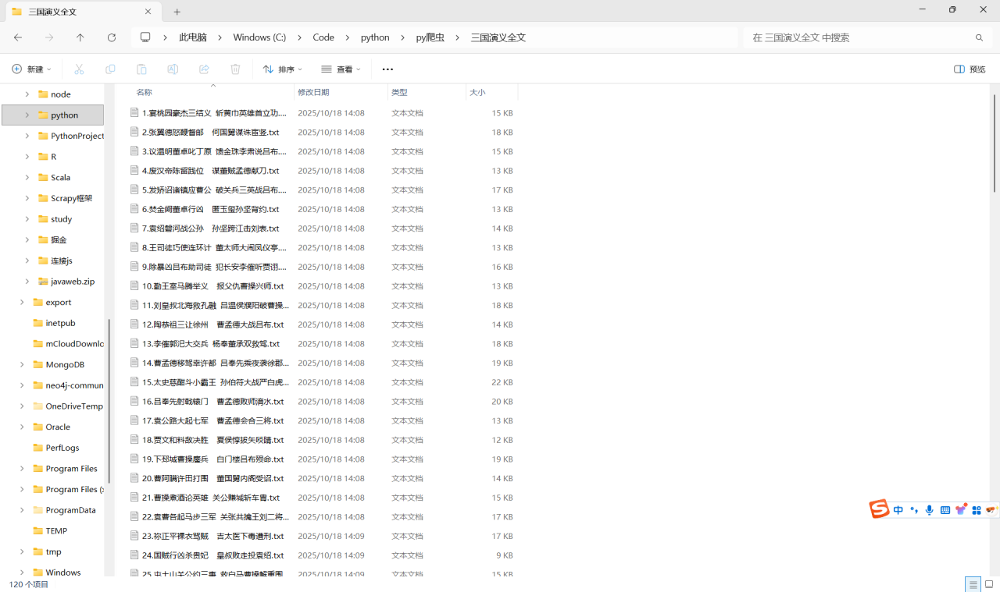 三国演义全文
此电脑 > Windows (C:) > Code > python > py爬虫 > 三国演义全文
在 三国演义全文 中搜索
新建 排序 查看 ... 预览
名称 修改日期 类型 大小
node
python
PythonProject
R
Scala
Scrapy框架
study
掘金
连接js
javaweb.zip
export
inetpub
mCloudDownlo
MongoDB
neo4j-commun
OneDriveTemp
Oracle
PerfLogs
Program Files
Program Files (
ProgramData
TEMP
tmp
Windows
1.宴桃园豪杰三结义 斩黄巾英雄首立功.... 2025/10/18 14:08 文本文档 15 KB
2.张翼德怒鞭督邮 何国舅谋诛宦竖.txt 2025/10/18 14:08 文本文档 18 KB
3.议温明董卓叱丁原 馈金珠李肃说吕布.... 2025/10/18 14:08 文本文档 15 KB
4.废汉帝陈留践位 谋董贼孟德献刀.txt 2025/10/18 14:08 文本文档 13 KB
5.发矫诏诸镇应曹公 破关兵三英战吕布.... 2025/10/18 14:08 文本文档 17 KB
6.焚金阙董卓行凶 匿玉玺孙坚背约.txt 2025/10/18 14:08 文本文档 13 KB
7.袁绍磐河战公孙 孙坚跨江击刘表.txt 2025/10/18 14:08 文本文档 14 KB
8.王司徒巧使连环计 董太师大闹凤仪亭.... 2025/10/18 14:08 文本文档 13 KB
9.除暴凶吕布助司徒 犯长安李傕听贾诩.... 2025/10/18 14:08 文本文档 16 KB
10.勤王室马腾举义 报父仇曹操兴师.txt 2025/10/18 14:08 文本文档 13 KB
11.刘皇叔北海救孔融 吕温侯濮阳破曹操... 2025/10/18 14:08 文本文档 18 KB
12.陶恭祖三让徐州 曹孟德大战吕布.txt 2025/10/18 14:08 文本文档 14 KB
13.李傕郭汜大交兵 杨奉董承双救驾.txt 2025/10/18 14:08 文本文档 18 KB
14.曹孟德移驾幸许都 吕奉先乘夜袭徐郡... 2025/10/18 14:08 文本文档 19 KB
15.太史慈酣斗小霸王 孙伯符大战严白虎... 2025/10/18 14:08 文本文档 22 KB
16.吕奉先射戟辕门 曹孟德败师淯水.txt 2025/10/18 14:08 文本文档 20 KB
17.袁公路大起七军 曹孟德会合三将.txt 2025/10/18 14:08 文本文档 13 KB
18.贾文和料敌决胜 夏侯惇拔矢啖睛.txt 2025/10/18 14:08 文本文档 12 KB
19.下邳城曹操鏖兵 白门楼吕布殒命.txt 2025/10/18 14:08 文本文档 19 KB
20.曹阿瞒许田打围 董国舅内阁受诏.txt 2025/10/18 14:08 文本文档 14 KB
21.曹操煮酒论英雄 关公赚城斩车胄.txt 2025/10/18 14:08 文本文档 15 KB
22.袁曹各起马步三军 关张共擒王刘二将... 2025/10/18 14:08 文本文档 17 KB
23.祢正平裸衣骂贼 吉太医下毒遭刑.txt 2025/10/18 14:09 文本文档 17 KB
24.国贼行凶杀贵妃 皇叔败走投袁绍.txt 2025/10/18 14:09 文本文档 9 KB
25.屯土山关公约三事 救白马曹操解重围 2025/10/18 14:09 文本文档 15 KB
S 中
120 个项目